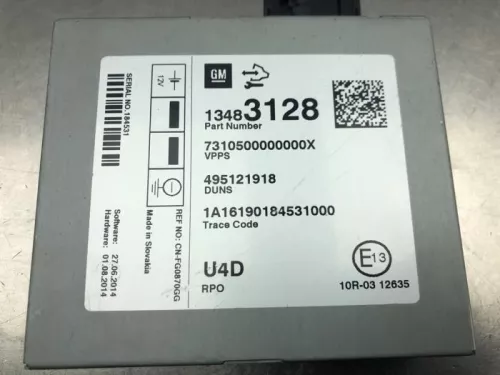 GM
13483128
Part Number
7310500000000X
VPPS
495121918
DUNS
1A16190184531000
Trace Code
U4D
RPO
E13
10R-03 12635
12V
SERIAL NO. 184531
REF NO: CN-FG0870GG
Made in Slovakia
Software: 27.06.2014
Hardware: 01.08.2014